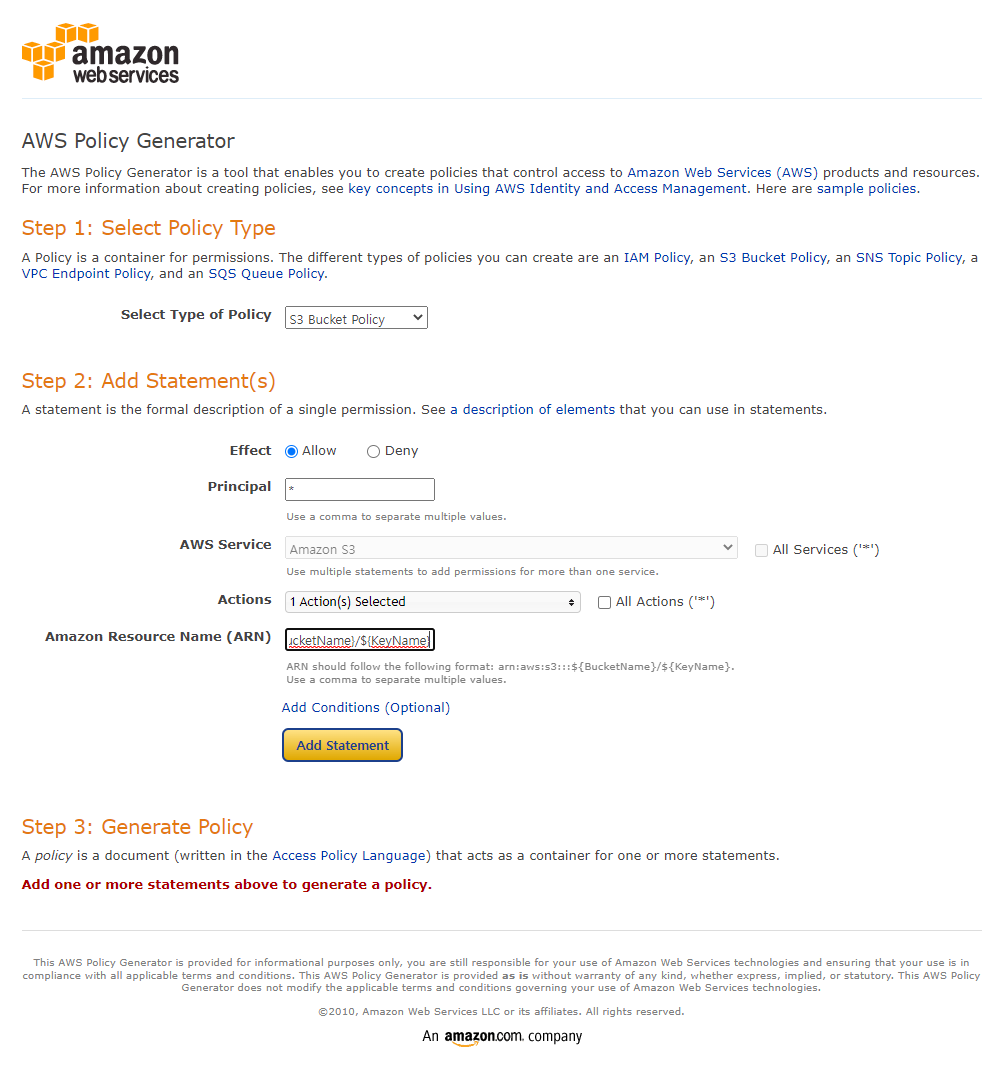 amazon
webservices
AWS Policy Generator
The AWS Policy Generator is a tool that enables you to create policies that control access to Amazon Web Services (AWS) products and resources.
For more information about creating policies, see key concepts in Using AWS Identity and Access Management. Here are sample policies.
Step 1: Select Policy Type
A Policy is a container for permissions. The different types of policies you can create are an IAM Policy, an S3 Bucket Policy, an SNS Topic Policy, a
VPC Endpoint Policy, and an SQS Queue Policy.
Select Type of Policy S3 Bucket Policy
Step 2: Add Statement(s)
A statement is the formal description of a single permission. See a description of elements that you can use in statements.
Effect Allow Deny
Principal *
Use a comma to separate multiple values.
AWS Service Amazon S3 All Services ('*')
Use multiple statements to add permissions for more than one service.
Actions 1 Action(s) Selected All Actions ('*')
Amazon Resource Name (ARN) ucketName}/${KeyName}
ARN should follow the following format: arn:aws:s3:::${BucketName}/${KeyName}.
Use a comma to separate multiple values.
Add Conditions (Optional)
Add Statement
Step 3: Generate Policy
A policy is a document (written in the Access Policy Language) that acts as a container for one or more statements.
Add one or more statements above to generate a policy.
This AWS Policy Generator is provided for informational purposes only, you are still responsible for your use of Amazon Web Services technologies and ensuring that your use is in
compliance with all applicable terms and conditions. This AWS Policy Generator is provided as is without warranty of any kind, whether express, implied, or statutory. This AWS Policy
Generator does not modify the applicable terms and conditions governing your use of Amazon Web Services technologies.
©2010, Amazon Web Services LLC or its affiliates. All rights reserved.
An amazon.com. company